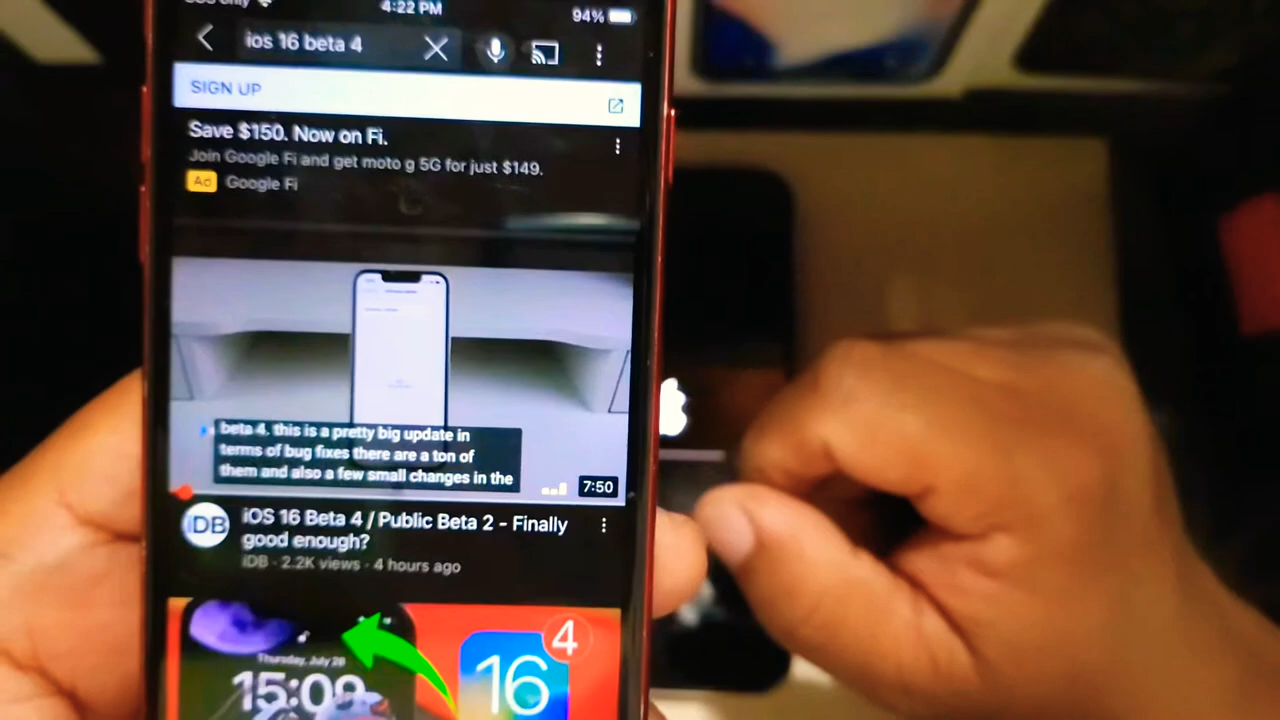 only
4:22 PM
94%
ios 16 beta 4
SIGN UP
Save $150. Now on Fi.
Join Google Fi and get moto g 5G for just $149.
Ad Google Fi
beta 4. this is a pretty big update in
terms of bug fixes there are a ton of
them and also a few small changes in the
7:50
iDB
iOS 16 Beta 4 / Public Beta 2 - Finally
good enough?
iDB · 2.2K views · 4 hours ago
4
Thursday, July 28
15:09
16